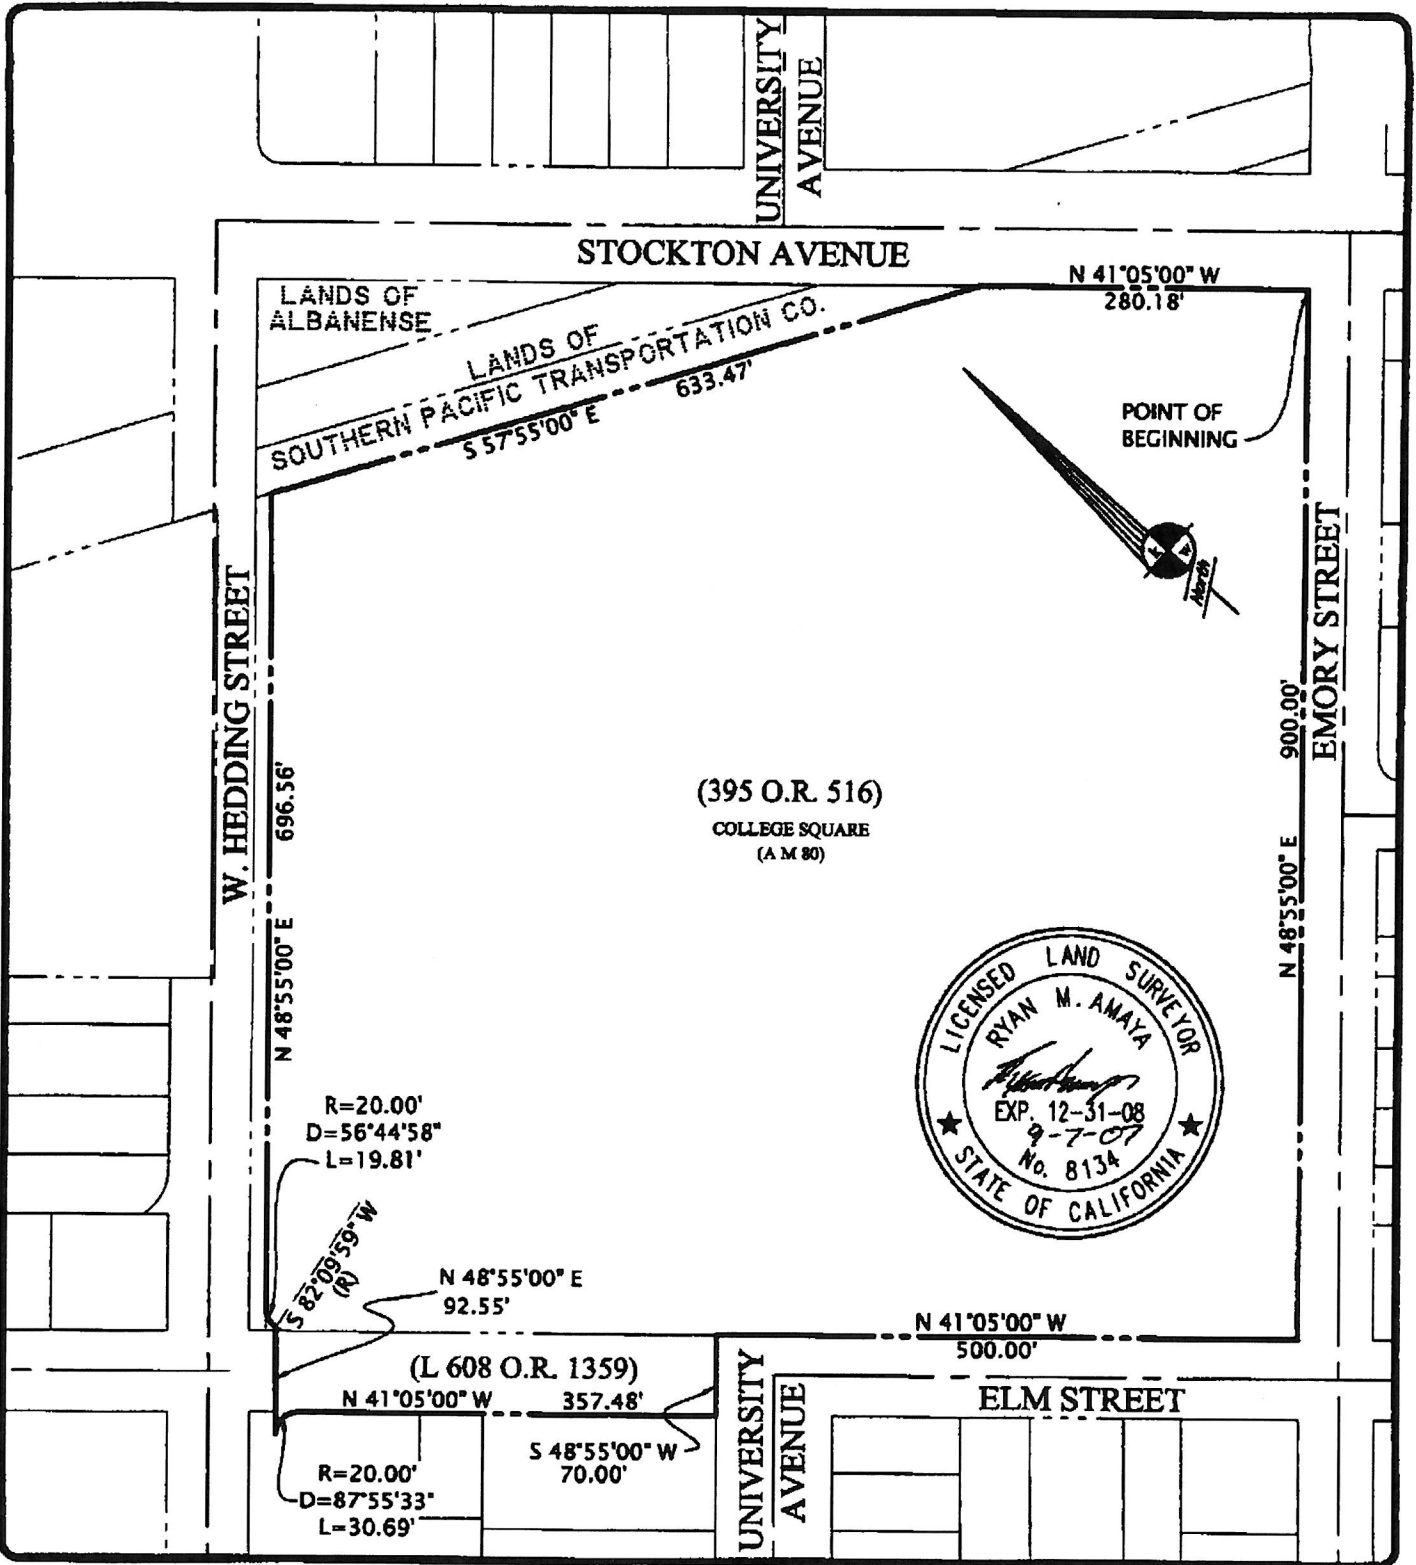 UNIVERSITY
AVENUE
STOCKTON AVENUE
N 41°05'00" W
280.18'
LANDS OF
ALBANENSE
LANDS OF
SOUTHERN PACIFIC TRANSPORTATION CO.
S 57°55'00" E
633.47'
POINT OF
BEGINNING
North
W. HEDDING STREET
EMORY STREET
N 48°55'00" E
696.56'
(395 O.R. 516)
COLLEGE SQUARE
(A M 80)
N 48°55'00" E
900.00'
LICENSED LAND SURVEYOR
RYAN M. AMAYA
EXP. 12-31-08
9-7-07
No. 8134
STATE OF CALIFORNIA
R=20.00'
D=56°44'58"
L=19.81'
S 82°09'59" W
(R)
N 48°55'00" E
92.55'
N 41°05'00" W
500.00'
(L 608 O.R. 1359)
N 41°05'00" W
357.48'
ELM STREET
UNIVERSITY
AVENUE
S 48°55'00" W
70.00'
R=20.00'
D=87°55'33"
L=30.69'